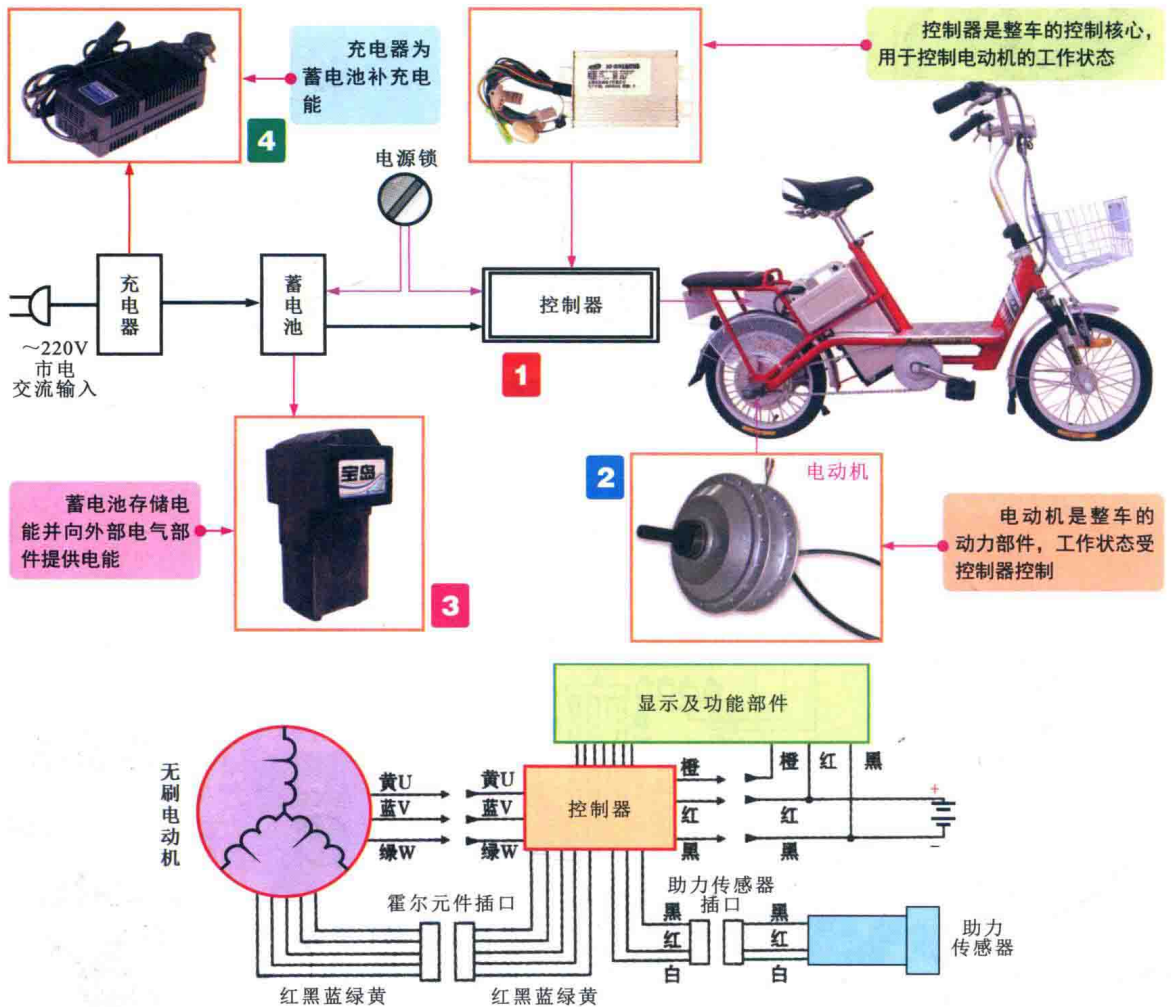 充电器为
蓄电池补充电
能
控制器是整车的控制核心，
用于控制电动机的工作状态
4
电源锁
充电器
蓄电池
控制器
～220V
市电
交流输入
1
2
电动机
宝岛
蓄电池存储电
能并向外部电气部
件提供电能
3
电动机是整车的
动力部件，工作状态受
控制器控制
显示及功能部件
无刷电动机
黄U
黄U
控制器
橙
橙
红
黑
蓝V
蓝V
红
红
+
绿W
绿W
黑
黑
−
霍尔元件插口
助力传感器
插口
黑
黑
红
红
白
白
助力
传感器
红黑蓝绿黄
红黑蓝绿黄